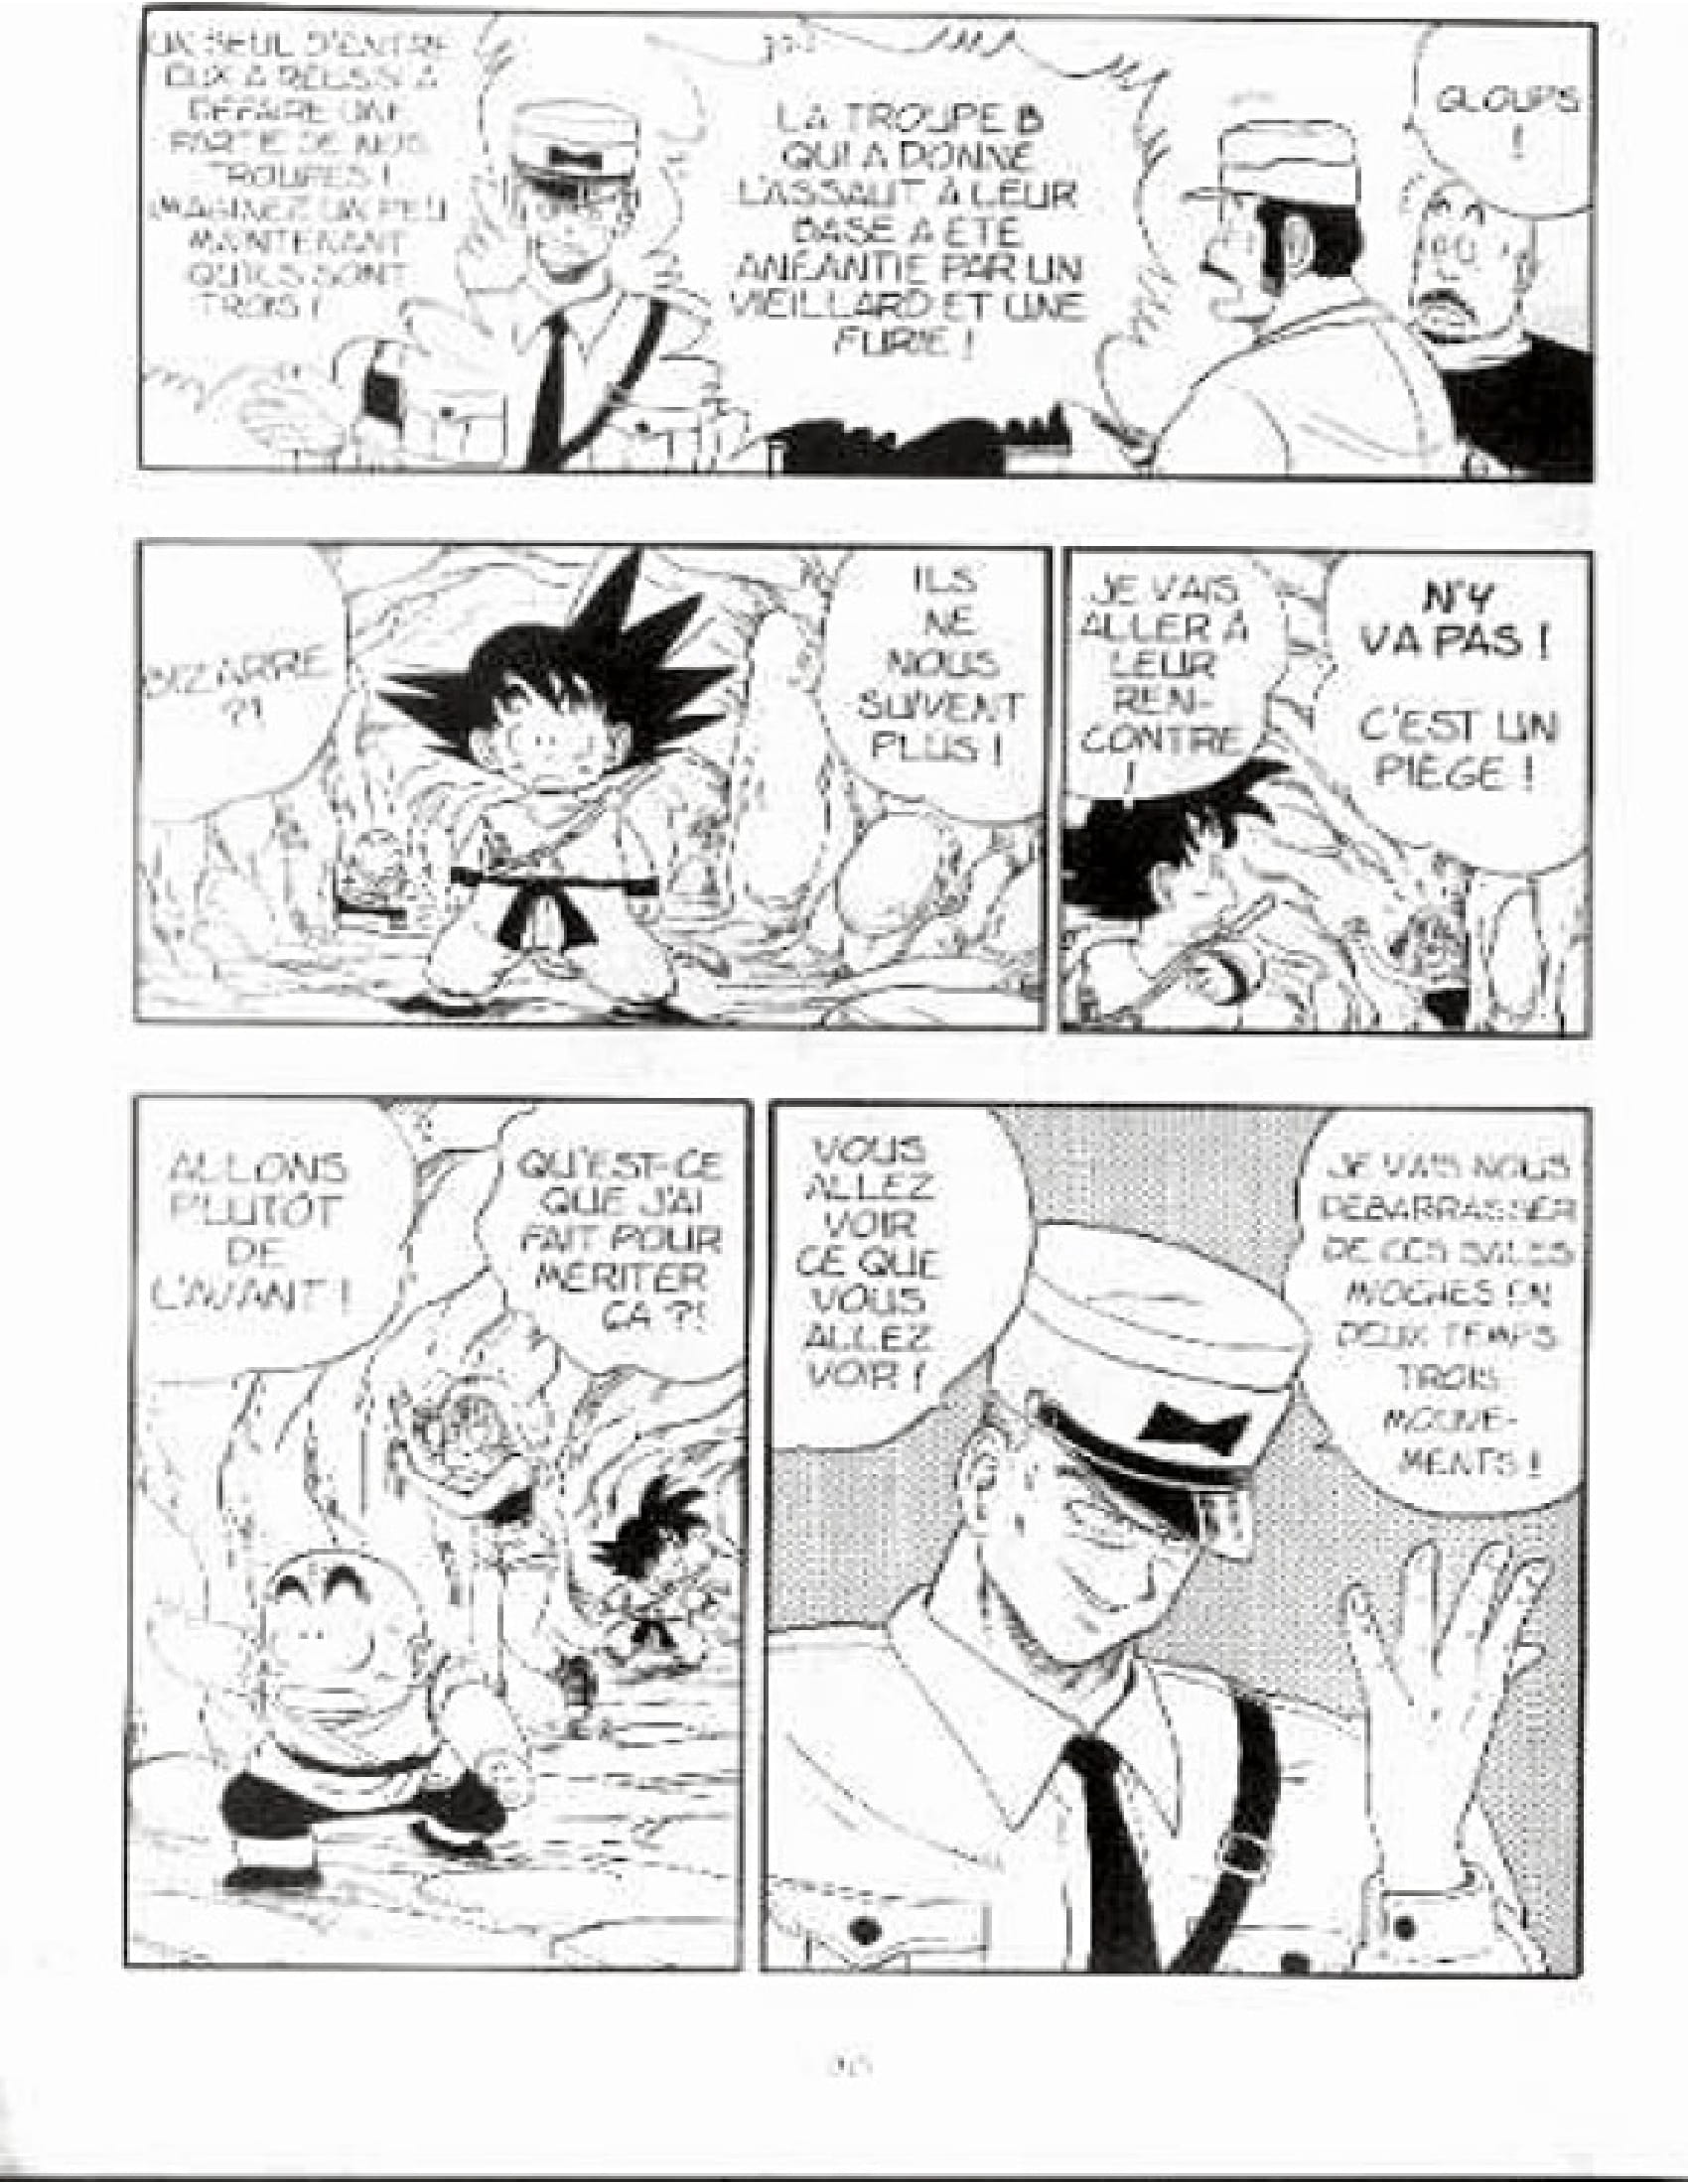 UN SEUL D'ENTRE
EUX A RÉUSSI À
DÉFAIRE UNE
PARTIE DE NOS
TROUPES !
IMAGINEZ UN PEU
MAINTENANT
QU'ILS SONT
TROIS !
LA TROUPE B
QUI A DONNÉ
L'ASSAUT À LEUR
BASE A ÉTÉ
ANÉANTIE PAR UN
VIEILLARD ET UNE
FURIE !
GLOUPS
!
BIZARRE
?!
ILS
NE
NOUS
SUIVENT
PLUS !
JE VAIS
ALLER À
LEUR
REN-
CONTRE
!
N'Y
VA PAS !
C'EST UN
PIÈGE !
ALLONS
PLUTÔT
DE
L'AVANT !
QU'EST-CE
QUE J'AI
FAIT POUR
MÉRITER
ÇA ?!
VOUS
ALLEZ
VOIR
CE QUE
VOUS
ALLEZ
VOIR !
JE VAIS NOUS
DÉBARRASSER
DE CES SALES
MIOCHES EN
DEUX TEMPS
TROIS
MOUVE-
MENTS !